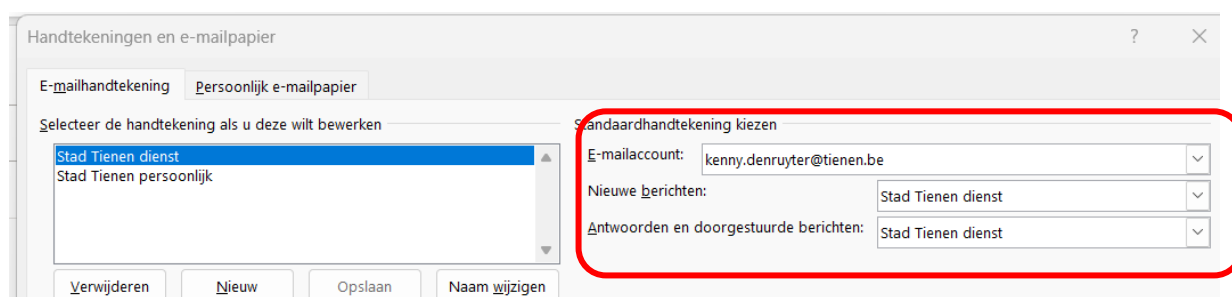 Handtekeningen en e-mailpapier ?
E-mailhandtekening Persoonlijk e-mailpapier
Selecteer de handtekening als u deze wilt bewerken
Stad Tienen dienst
Stad Tienen persoonlijk
Verwijderen Nieuw Opslaan Naam wijzigen
Standaardhandtekening kiezen
E-mailaccount: kenny.denruyter@tienen.be
Nieuwe berichten: Stad Tienen dienst
Antwoorden en doorgestuurde berichten: Stad Tienen dienst